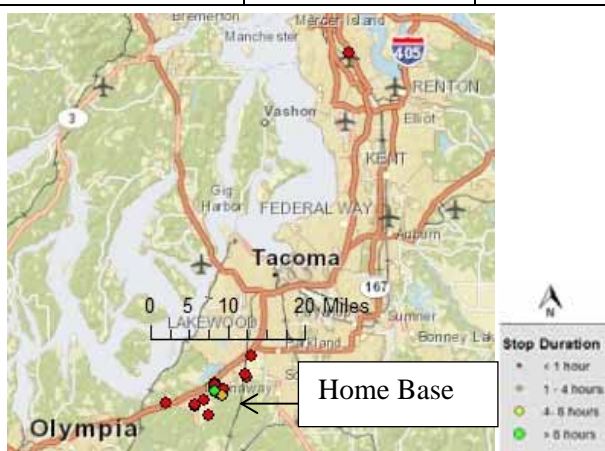 Bremerton
Mercer Island
Manchester
405
RENTON
3
Vashon
Elliot
KENT
Gig
Harbor
FEDERAL WAY
Auburn
Tacoma
167
0 5 10 20 Miles
LAKEWOOD
Sumner
Parkland
Bonney Lak
N
Stop Duration
< 1 hour
1 - 4 hours
4- 8 hours
> 8 hours
Home Base
Olympia